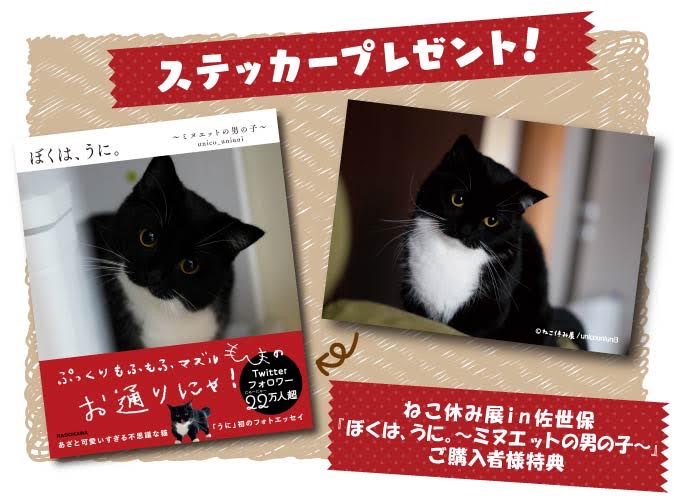 ステッカープレゼント!
〜ミヌエットの男の子〜
unico_uniuni
ぼくは、うに。
©ねこ休み展/unicouniuni3
ぷっくりもふもふ、マズル
お通りにゃ!
Twitter
フォロワー
22万人超
KADOKAWA
あざと可愛いすぎる不思議な猫
「うに」初のフォトエッセイ
ねこ休み展in佐世保
『ぼくは、うに。〜ミヌエットの男の子〜』
ご購入者様特典